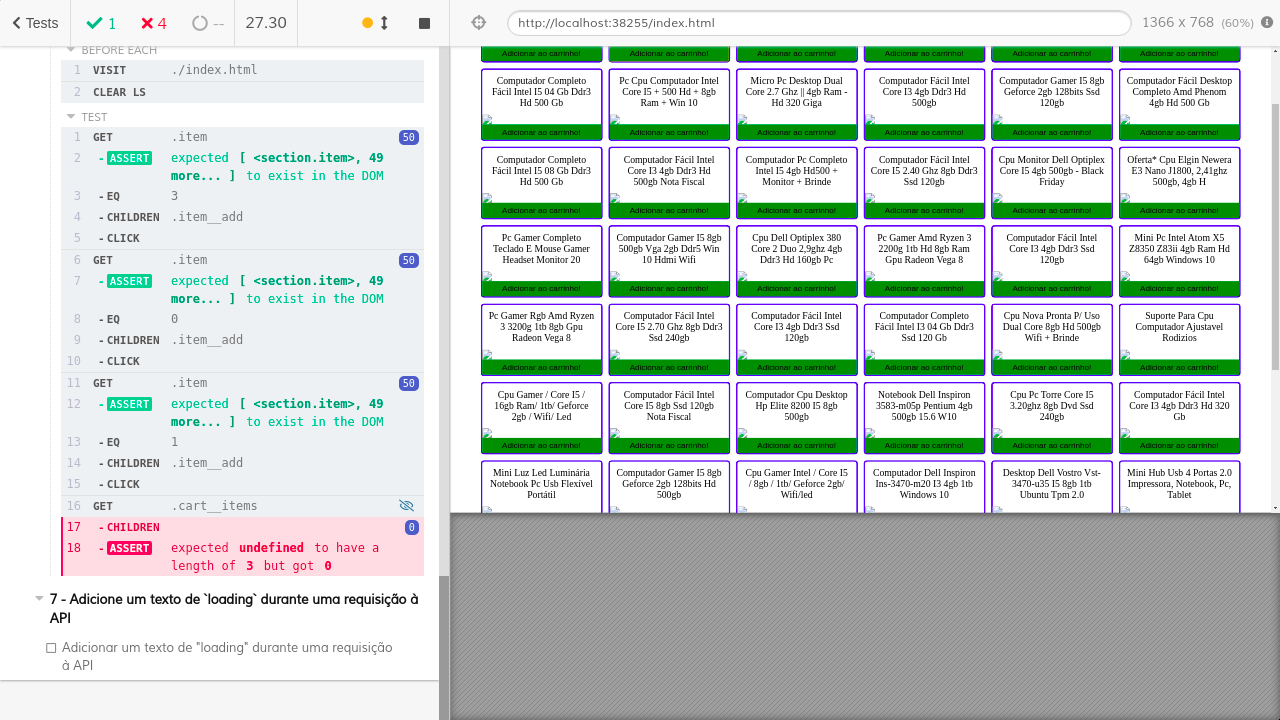 Tests
1
4
--
27.30
http://localhost:38255/index.html
1366 x 768 (60%)
BEFORE EACH
1 VISIT ./index.html
2 CLEAR LS
TEST
1 GET .item 50
2 -ASSERT expected [ <section.item>, 49
more... ] to exist in the DOM
3 -EQ 3
4 -CHILDREN .item__add
5 -CLICK
6 GET .item 50
7 -ASSERT expected [ <section.item>, 49
more... ] to exist in the DOM
8 -EQ 0
9 -CHILDREN .item__add
10 -CLICK
11 GET .item 50
12 -ASSERT expected [ <section.item>, 49
more... ] to exist in the DOM
13 -EQ 1
14 -CHILDREN .item__add
15 -CLICK
16 GET .cart__items
17 -CHILDREN 0
18 -ASSERT expected undefined to have a
length of 3 but got 0
7 - Adicione um texto de `loading` durante uma requisição à
API
Adicionar um texto de "loading" durante uma requisição
à API
Adicionar ao carrinho! Adicionar ao carrinho! Adicionar ao carrinho! Adicionar ao carrinho! Adicionar ao carrinho! Adicionar ao carrinho!
Computador Completo Pc Cpu Computador Intel Micro Pc Desktop Dual Computador Fácil Intel Computador Gamer I5 8gb Computador Fácil Desktop
Fácil Intel I5 04 Gb Ddr3 Core I5 + 500 Hd + 8gb Core 2.7 Ghz || 4gb Ram - Core I3 4gb Ddr3 Hd Geforce 2gb 128bits Ssd Completo Amd Phenom
Hd 500 Gb Ram + Win 10 Hd 320 Giga 500gb 120gb 4gb Hd 500 Gb
Adicionar ao carrinho! Adicionar ao carrinho! Adicionar ao carrinho! Adicionar ao carrinho! Adicionar ao carrinho! Adicionar ao carrinho!
Computador Completo Computador Fácil Intel Computador Pc Completo Computador Fácil Intel Cpu Monitor Dell Optiplex Oferta* Cpu Elgin Newera
Fácil Intel I5 08 Gb Ddr3 Core I3 4gb Ddr3 Hd Intel I5 4gb Hd500 + Core I5 2.40 Ghz 8gb Ddr3 Core I5 4gb 500gb - Black E3 Nano J1800, 2,41ghz
Hd 500 Gb 500gb Nota Fiscal Monitor + Brinde Ssd 120gb Friday 500gb, 4gb H
Adicionar ao carrinho! Adicionar ao carrinho! Adicionar ao carrinho! Adicionar ao carrinho! Adicionar ao carrinho! Adicionar ao carrinho!
Pc Gamer Completo Computador Gamer I5 8gb Cpu Dell Optiplex 380 Pc Gamer Amd Ryzen 3 Computador Fácil Intel Mini Pc Intel Atom X5
Teclado E Mouse Gamer 500gb Vga 2gb Ddr5 Win Core 2 Duo 2,9ghz 4gb 2200g 1tb Hd 8gb Ram Core I3 4gb Ddr3 Ssd Z8350 Z83ii 4gb Ram Hd
Headset Monitor 20 10 Hdmi Wifi Ddr3 Hd 160gb Pc Gpu Radeon Vega 8 120gb 64gb Windows 10
Adicionar ao carrinho! Adicionar ao carrinho! Adicionar ao carrinho! Adicionar ao carrinho! Adicionar ao carrinho! Adicionar ao carrinho!
Pc Gamer Rgb Amd Ryzen Computador Fácil Intel Computador Fácil Intel Computador Completo Cpu Nova Pronta P/ Uso Suporte Para Cpu
3 3200g 1tb 8gb Gpu Core I5 2.70 Ghz 8gb Ddr3 Core I3 4gb Ddr3 Ssd Fácil Intel I3 04 Gb Ddr3 Dual Core 8gb Hd 500gb Computador Ajustavel
Radeon Vega 8 Ssd 240gb 120gb Ssd 120 Gb Wifi + Brinde Rodizios
Adicionar ao carrinho! Adicionar ao carrinho! Adicionar ao carrinho! Adicionar ao carrinho! Adicionar ao carrinho! Adicionar ao carrinho!
Cpu Gamer / Core I5 / Computador Fácil Intel Computador Cpu Desktop Notebook Dell Inspiron Cpu Pc Torre Core I5 Computador Fácil Intel
16gb Ram/ 1tb/ Geforce Core I5 8gb Ssd 120gb Hp Elite 8200 I5 8gb 3583-m05p Pentium 4gb 3.20ghz 8gb Dvd Ssd Core I3 4gb Ddr3 Hd 320
2gb / Wifi/ Led Nota Fiscal 500gb 500gb 15.6 W10 240gb Gb
Adicionar ao carrinho! Adicionar ao carrinho! Adicionar ao carrinho! Adicionar ao carrinho! Adicionar ao carrinho! Adicionar ao carrinho!
Mini Luz Led Luminária Computador Gamer I5 8gb Cpu Gamer Intel / Core I5 Computador Dell Inspiron Desktop Dell Vostro Vst- Mini Hub Usb 4 Portas 2.0
Notebook Pc Usb Flexível Geforce 2gb 128bits Hd / 8gb / 1tb/ Geforce 2gb/ Ins-3470-m20 I3 4gb 1tb 3470-u35 I5 8gb 1tb Impressora, Notebook, Pc,
Portátil 500gb Wifi/led Windows 10 Ubuntu Tpm 2.0 Tablet